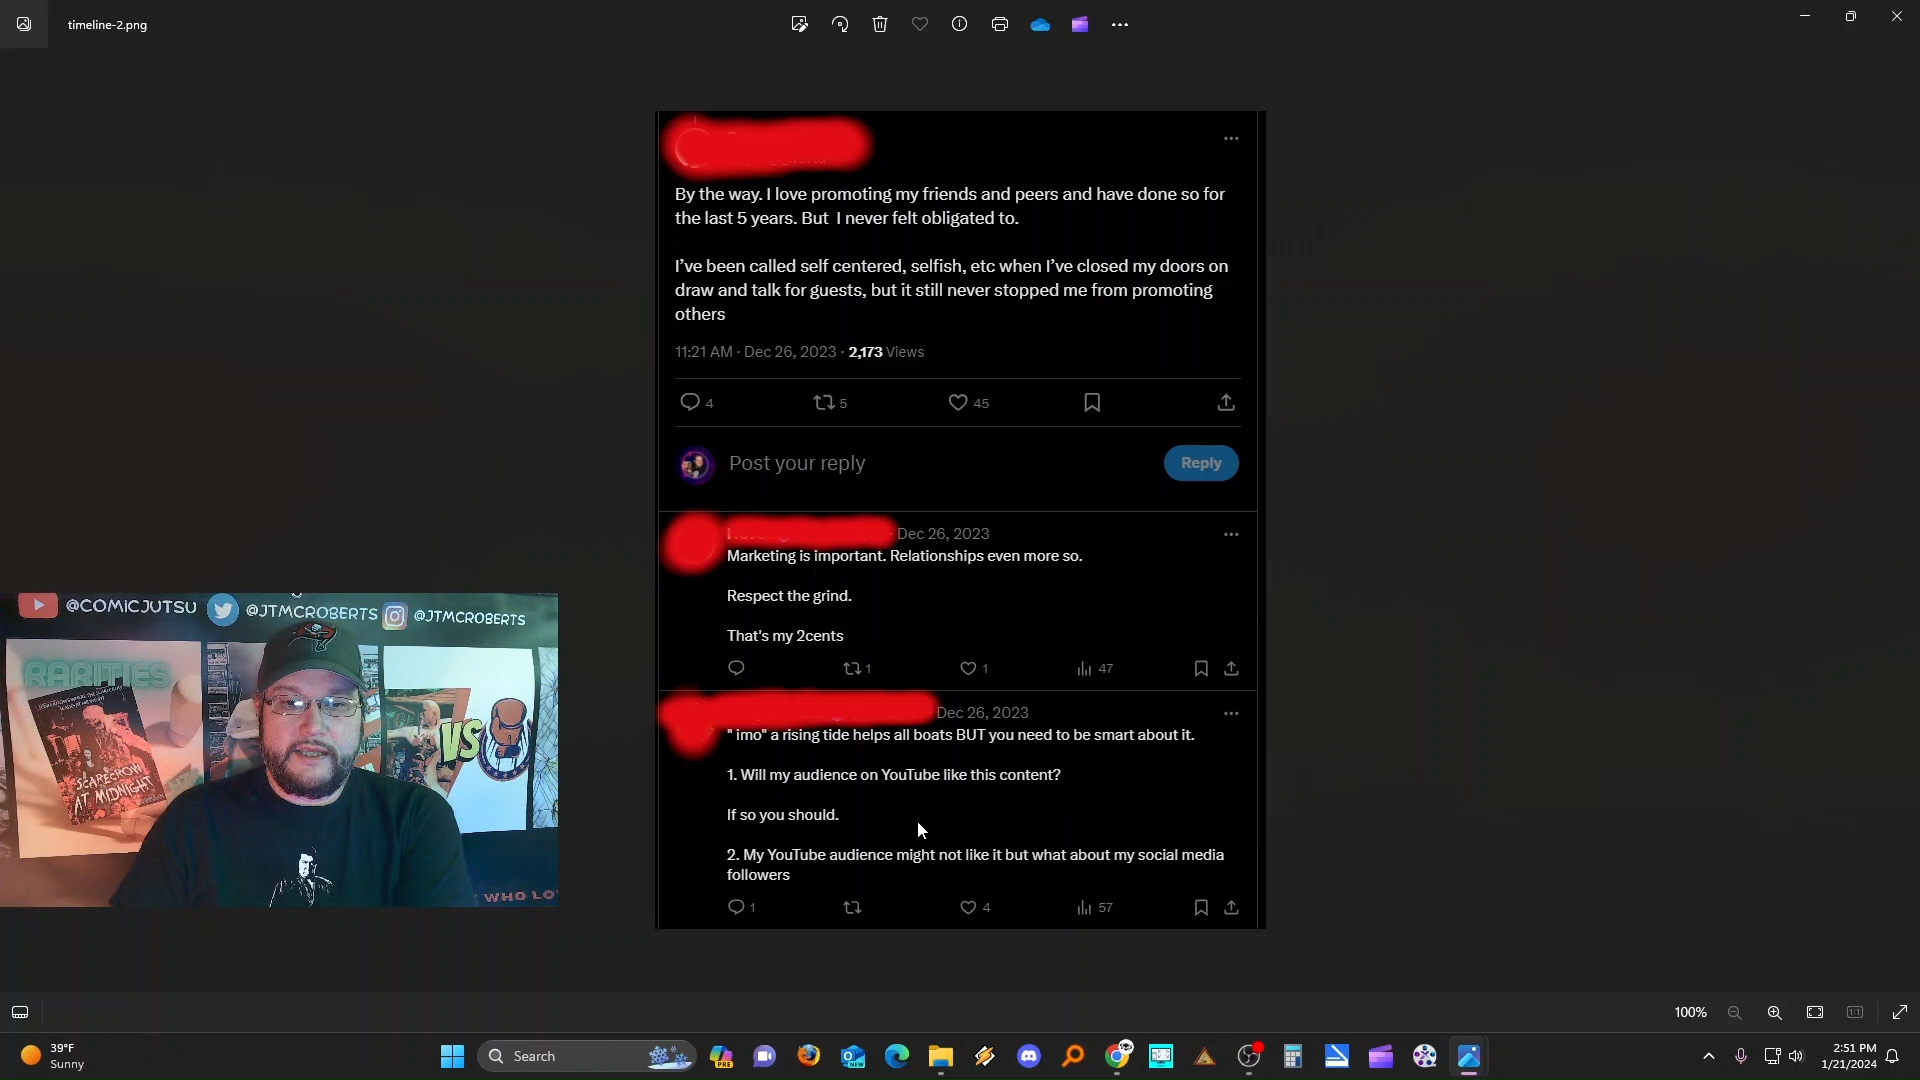 timeline-2.png
By the way. I love promoting my friends and peers and have done so for
the last 5 years. But I never felt obligated to.
I've been called self centered, selfish, etc when I've closed my doors on
draw and talk for guests, but it still never stopped me from promoting
others
11:21 AM · Dec 26, 2023 · 2,173 Views
4 5 45
Post your reply
Reply
Dec 26, 2023
Marketing is important. Relationships even more so.
Respect the grind.
That's my 2cents
1 1 47
Dec 26, 2023
" imo" a rising tide helps all boats BUT you need to be smart about it.
1. Will my audience on YouTube like this content?
If so you should.
2. My YouTube audience might not like it but what about my social media
followers
1 4 57
@COMICJUTSU @JTMCROBERTS @JTMCROBERTS
RARITIES
SCARECROW
AT MIDNIGHT
VS
WHO LO
100%
39°F
Sunny
Search
PRE
NEW
2:51 PM
1/21/2024